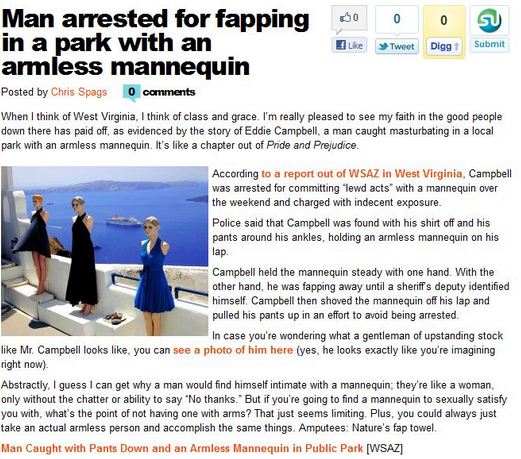 Man arrested for fapping
in a park with an
armless mannequin
0
Like
0
Tweet
0
Digg
Submit
Posted by Chris Spags 0 comments
When I think of West Virginia, I think of class and grace. I'm really pleased to see my faith in the good people
down there has paid off, as evidenced by the story of Eddie Campbell, a man caught masturbating in a local
park with an armless mannequin. It's like a chapter out of Pride and Prejudice.
According to a report out of WSAZ in West Virginia, Campbell
was arrested for committing "lewd acts" with a mannequin over
the weekend and charged with indecent exposure.
Police said that Campbell was found with his shirt off and his
pants around his ankles, holding an armless mannequin on his
lap.
Campbell held the mannequin steady with one hand. With the
other hand, he was fapping away until a sheriff's deputy identified
himself. Campbell then shoved the mannequin off his lap and
pulled his pants up in an effort to avoid being arrested.
In case you're wondering what a gentleman of upstanding stock
like Mr. Campbell looks like, you can see a photo of him here (yes, he looks exactly like you're imagining
right now).
Abstractly, I guess I can get why a man would find himself intimate with a mannequin; they're like a woman,
only without the chatter or ability to say "No thanks." But if you're going to find a mannequin to sexually satisfy
you with, what's the point of not having one with arms? That just seems limiting. Plus, you could always just
take an actual armless person and accomplish the same things. Amputees: Nature's fap towel.
Man Caught with Pants Down and an Armless Mannequin in Public Park [WSAZ]